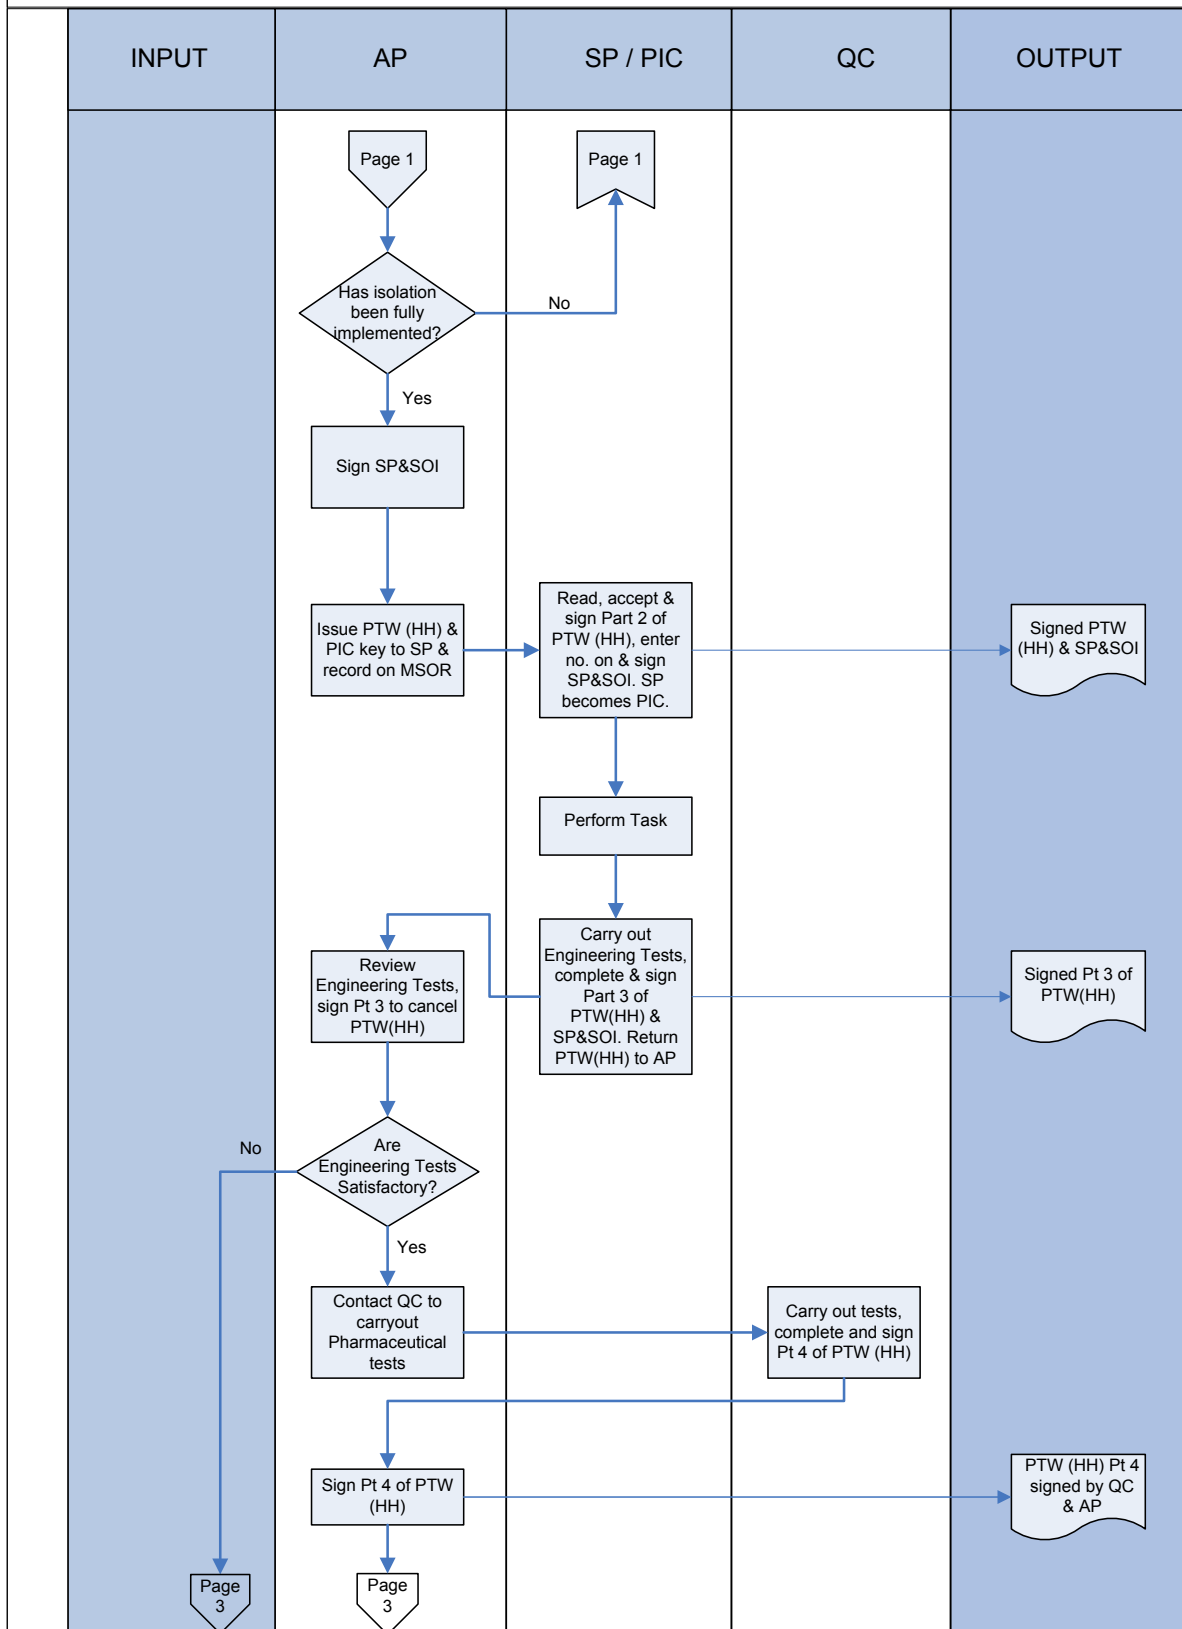 INPUT
AP
SP / PIC
QC
OUTPUT
Page 1
Page 1
Has isolation
been fully
implemented?
No
Yes
Sign SP&SOI
Issue PTW (HH) &
PIC key to SP &
record on MSOR
Read, accept &
sign Part 2 of
PTW (HH), enter
no. on & sign
SP&SOI. SP
becomes PIC.
Signed PTW
(HH) & SP&SOI
Perform Task
Review
Engineering Tests,
sign Pt 3 to cancel
PTW(HH)
Carry out
Engineering Tests,
complete & sign
Part 3 of
PTW(HH) &
SP&SOI. Return
PTW(HH) to AP
Signed Pt 3 of
PTW(HH)
No
Are
Engineering Tests
Satisfactory?
Yes
Contact QC to
carryout
Pharmaceutical
tests
Carry out tests,
complete and sign
Pt 4 of PTW (HH)
Sign Pt 4 of PTW
(HH)
PTW (HH) Pt 4
signed by QC
& AP
Page
3
Page
3